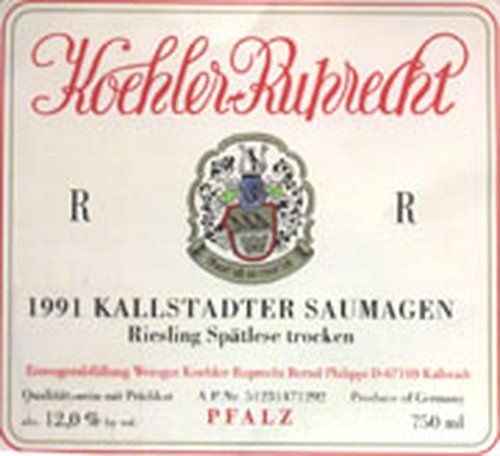 Koehler-Ruprecht
R R
1991 KALLSTADTER SAUMAGEN
Riesling Spätlese trocken
Erzeugerabfüllung Weingut Koehler-Ruprecht Bernd Philippi D-67169 Kallstadt
Qualitätswein mit Prädikat A.P.Nr. 51231471292 Produce of Germany
alc. 12,0 % by vol. PFALZ 750 ml